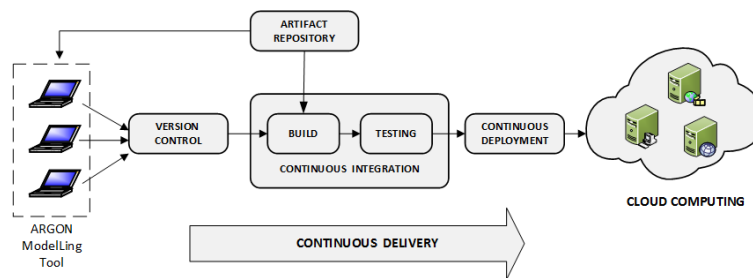 ARTIFACT
REPOSITORY
VERSION
CONTROL
BUILD
TESTING
CONTINUOUS INTEGRATION
CONTINUOUS
DEPLOYMENT
CLOUD COMPUTING
ARGON
ModelLing
Tool
CONTINUOUS DELIVERY